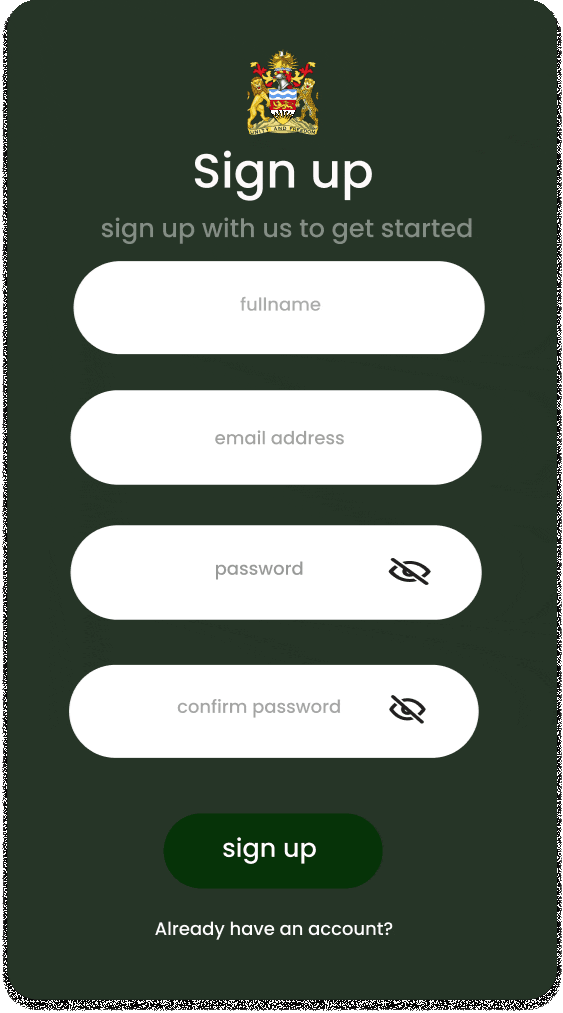 UNITY AND FREEDOM
Sign up
sign up with us to get started
fullname
email address
password
confirm password
sign up
Already have an account?